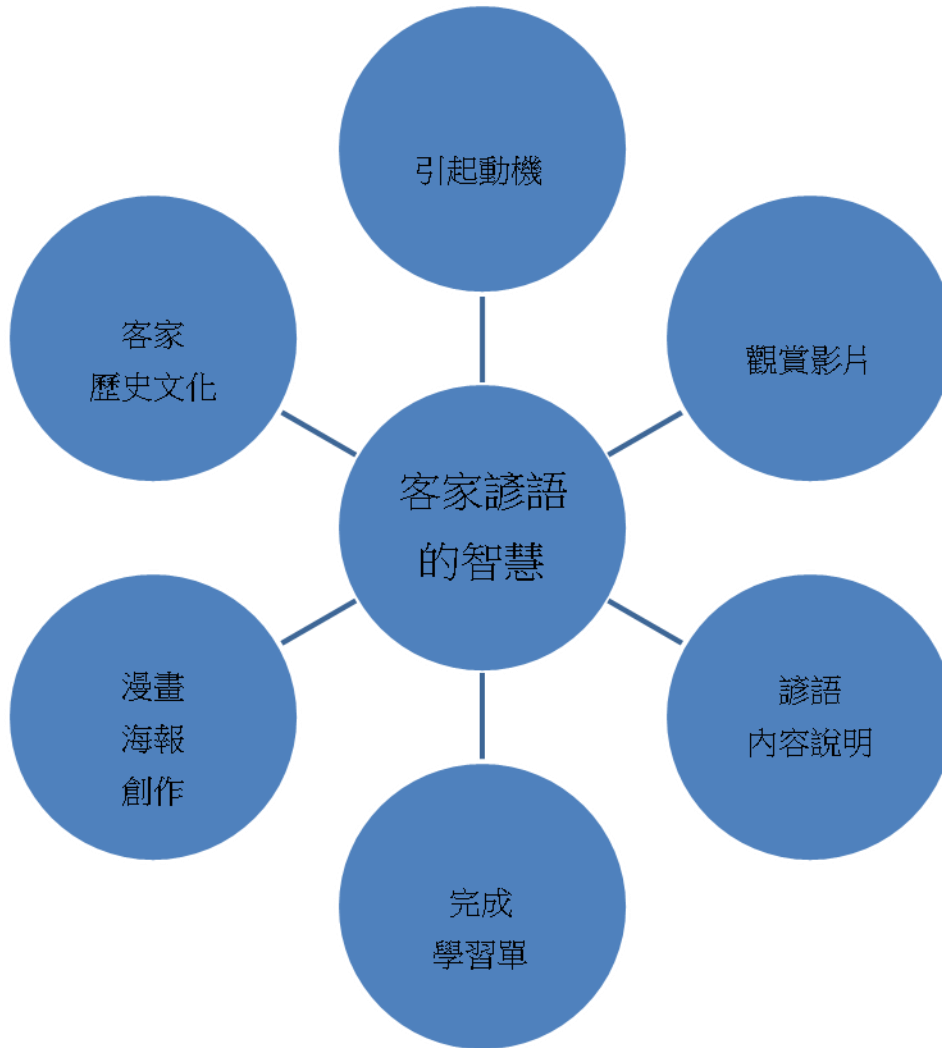 引起動機
觀賞影片
諺語
內容說明
完成
學習單
漫畫
海報
創作
客家
歷史文化
客家諺語
的智慧